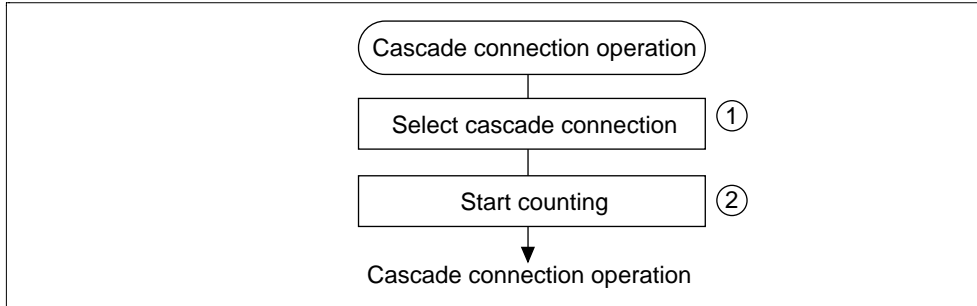 Cascade connection operation
Select cascade connection
1
Start counting
2
Cascade connection operation